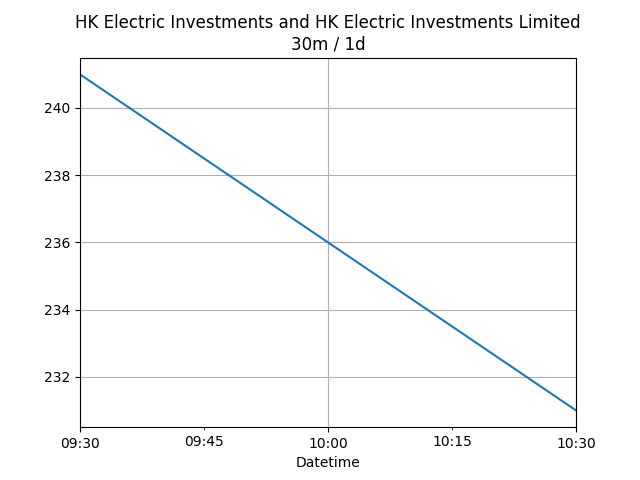 HK Electric Investments and HK Electric Investments Limited
30m / 1d
240
238
236
234
232
09:30 09:45 10:00 10:15 10:30
Datetime